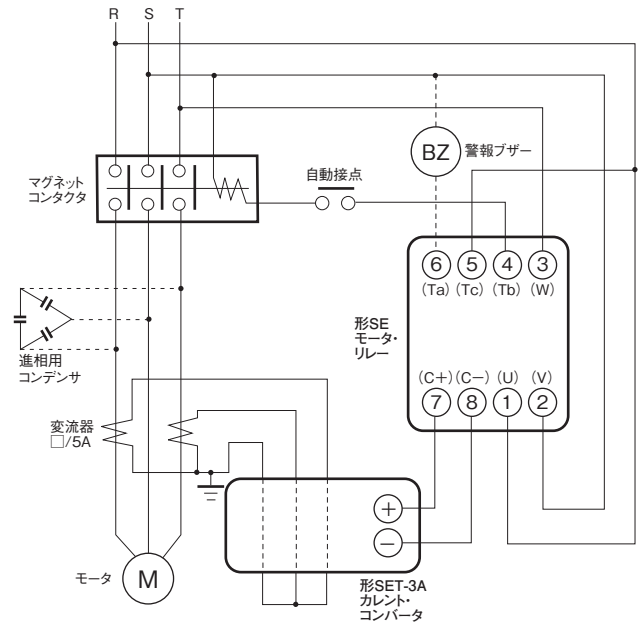 R S T
BZ
警報ブザー
自動接点
マグネット
コンタクタ
6 5 4 3
(Ta) (Tc) (Tb) (W)
形SE
モータ・
リレー
進相用
コンデンサ
(C+) (C−) (U) (V)
7 8 1 2
変流器
□/5A
+
−
モータ
M
形SET-3A
カレント・
コンバータ